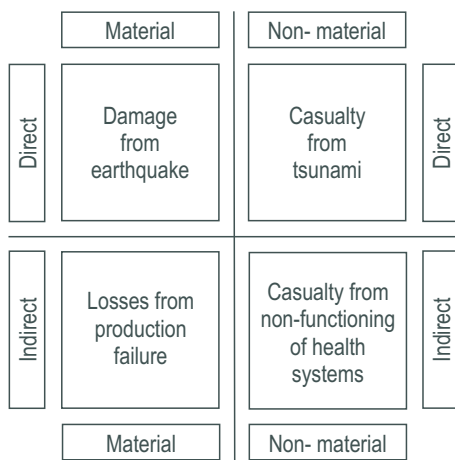 Material
Non- material
Direct
Damage
from
earthquake
Casualty
from
tsunami
Direct
Indirect
Losses from
production
failure
Casualty from
non-functioning
of health
systems
Indirect
Material
Non- material